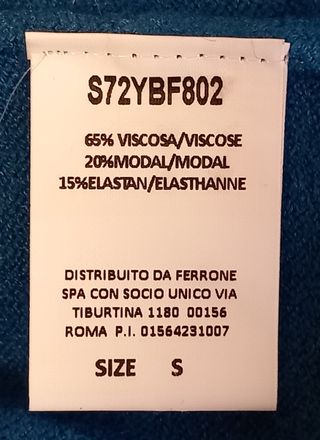 S72YBF802
65% VISCOSA/VISCOSE
20%MODAL/MODAL
15%ELASTAN/ELASTHANNE
DISTRIBUITO DA FERRONE
SPA CON SOCIO UNICO VIA
TIBURTINA 1180 00156
ROMA P.I. 01564231007
SIZE S